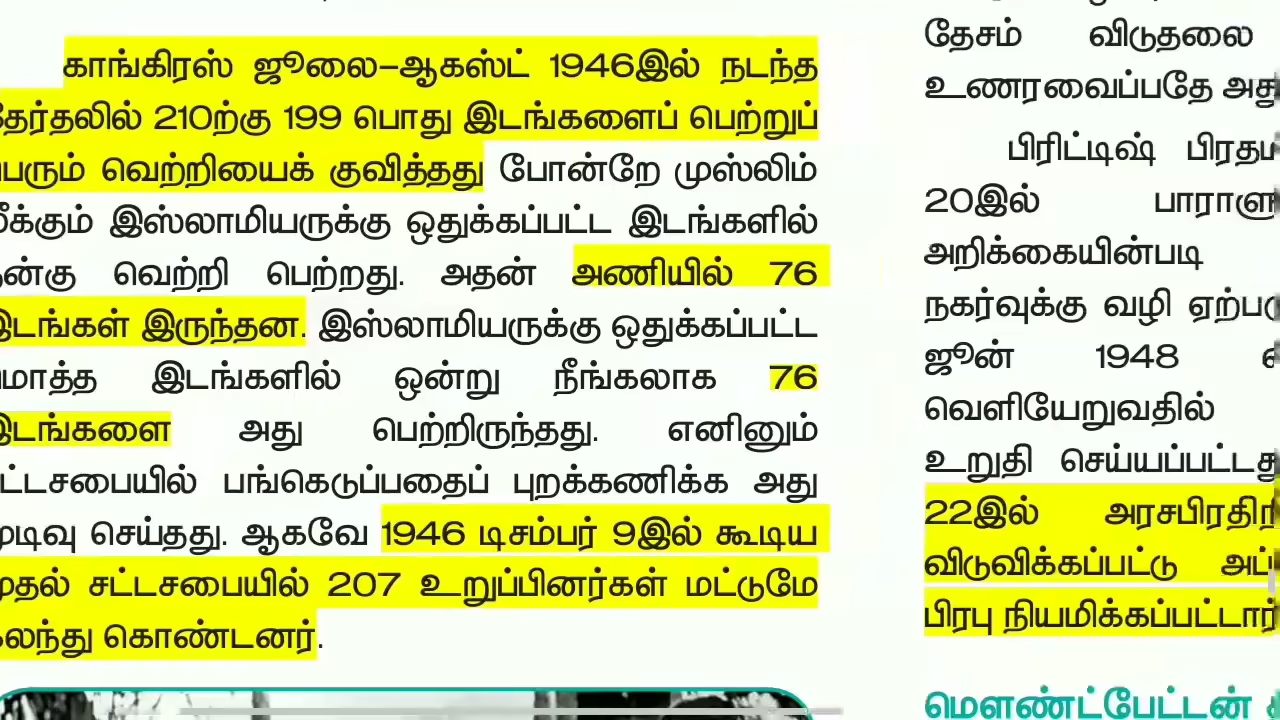 காங்கிரஸ் ஜூலை–ஆகஸ்ட் 1946இல் நடந்த
தேர்தலில் 210ற்கு 199 பொது இடங்களைப் பெற்றுப்
பெரும் வெற்றியைக் குவித்தது போன்றே முஸ்லிம்
லீக்கும் இஸ்லாமியருக்கு ஒதுக்கப்பட்ட இடங்களில்
நன்கு வெற்றி பெற்றது. அதன் அணியில் 76
இடங்கள் இருந்தன. இஸ்லாமியருக்கு ஒதுக்கப்பட்ட
மொத்த இடங்களில் ஒன்று நீங்கலாக 76
இடங்களை அது பெற்றிருந்தது. எனினும்
சட்டசபையில் பங்கெடுப்பதைப் புறக்கணிக்க அது
முடிவு செய்தது. ஆகவே 1946 டிசம்பர் 9இல் கூடிய
முதல் சட்டசபையில் 207 உறுப்பினர்கள் மட்டுமே
கலந்து கொண்டனர்.
தேசம் விடுதலை
உணரவைப்பதே
பிரிட்டிஷ்
20இல்
அறிக்கையின்படி
நகர்வுக்கு வழி
ஜூன் 1948
வெளியேறுவதில்
உறுதி
22இல்
விடுவிக்கப்பட்டு
பிரபு நியமிக்கப்பட்டார்
மௌண்ட்பேட்டன்